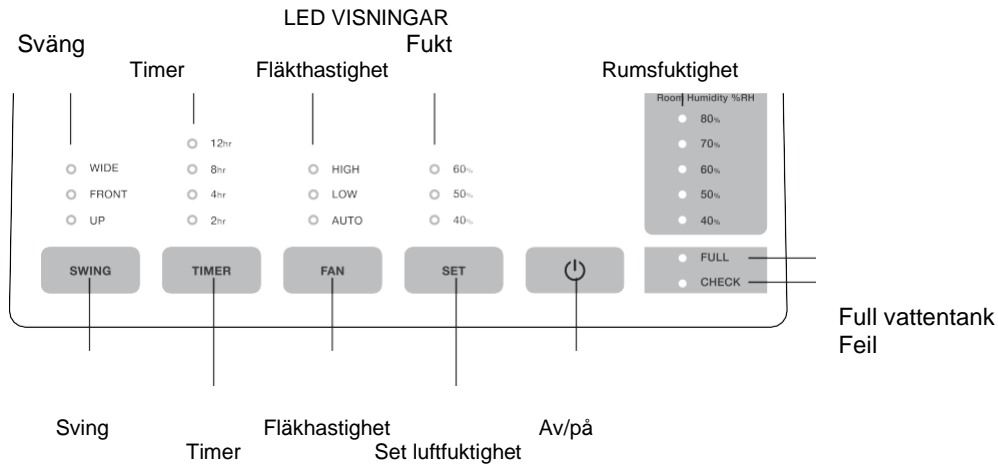 LED VISNINGAR
Sväng
Fukt
Timer
Fläkthastighet
Rumsfuktighet
Room Humidity %RH
80%
12hr
70%
WIDE
8hr
HIGH
60%
60%
FRONT
4hr
LOW
50%
50%
UP
2hr
AUTO
40%
40%
SWING
TIMER
FAN
SET
FULL
CHECK
Full vattentank
Feil
Sving
Fläkhastighet
Av/på
Timer
Set luftfuktighet